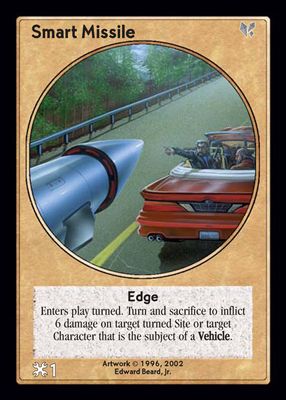 Smart Missile
Edge
Enters play turned. Turn and sacrifice to inflict
6 damage on target turned Site or target
Character that is the subject of a Vehicle.
Artwork © 1996, 2002
Edward Beard, Jr.
1